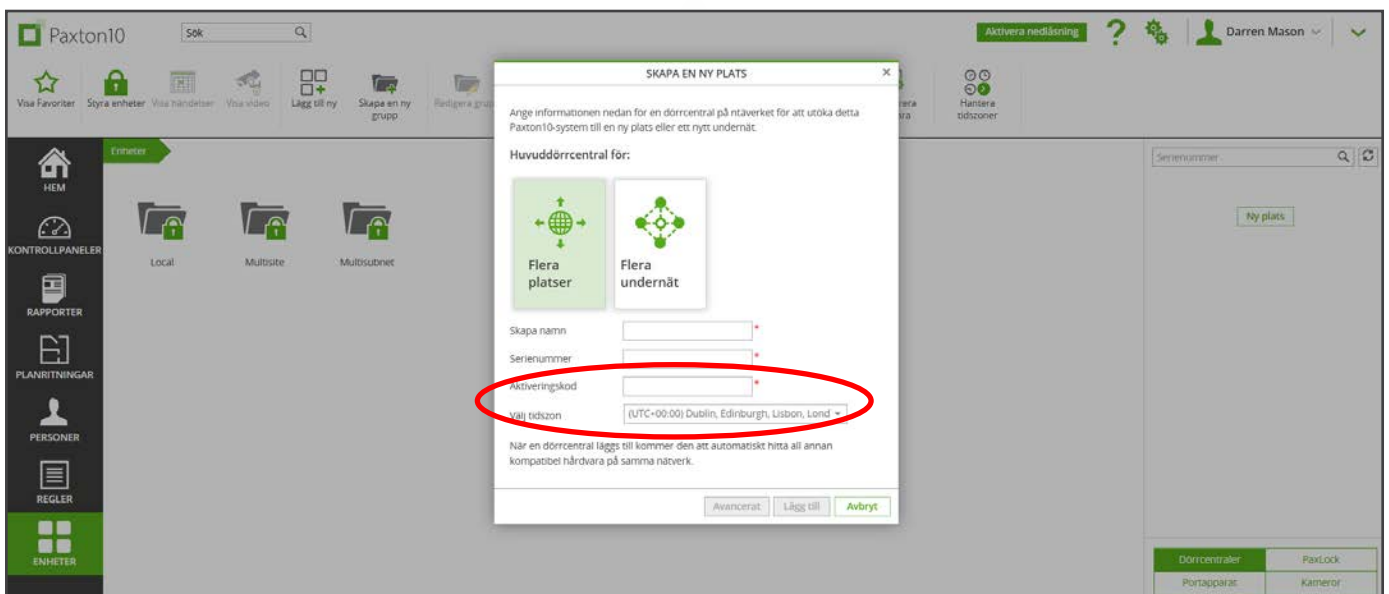 Paxton10
Sök
Aktivera nedläsning
?
Darren Mason
Visa Favoriter
Styra enheter
Visa händelser
Visa video
Lägg till ny
Skapa en ny
grupp
Redigera grup
era
ara
Hantera
tidszoner
SKAPA EN NY PLATS
×
Ange informationen nedan för en dörrcentral på ntäverket för att utöka detta
Paxton10-system till en ny plats eller ett nytt undernät.
Huvuddörrcentral för:
Flera
platser
Flera
undernät
Skapa namn
*
Serienummer
*
Aktiveringskod
*
Välj tidszon
(UTC+00:00) Dublin, Edinburgh, Lisbon, Lond
När en dörrcentral läggs till kommer den att automatiskt hitta all annan
kompatibel hårdvara på samma nätverk.
Avancerat
Lägg till
Avbryt
HEM
KONTROLLPANELER
RAPPORTER
PLANRITNINGAR
PERSONER
REGLER
ENHETER
Enheter
Local
Multisite
Multisubnet
Serienummer
Ny plats
Dörrcentraler
PaxLock
Portapparat
Kameror